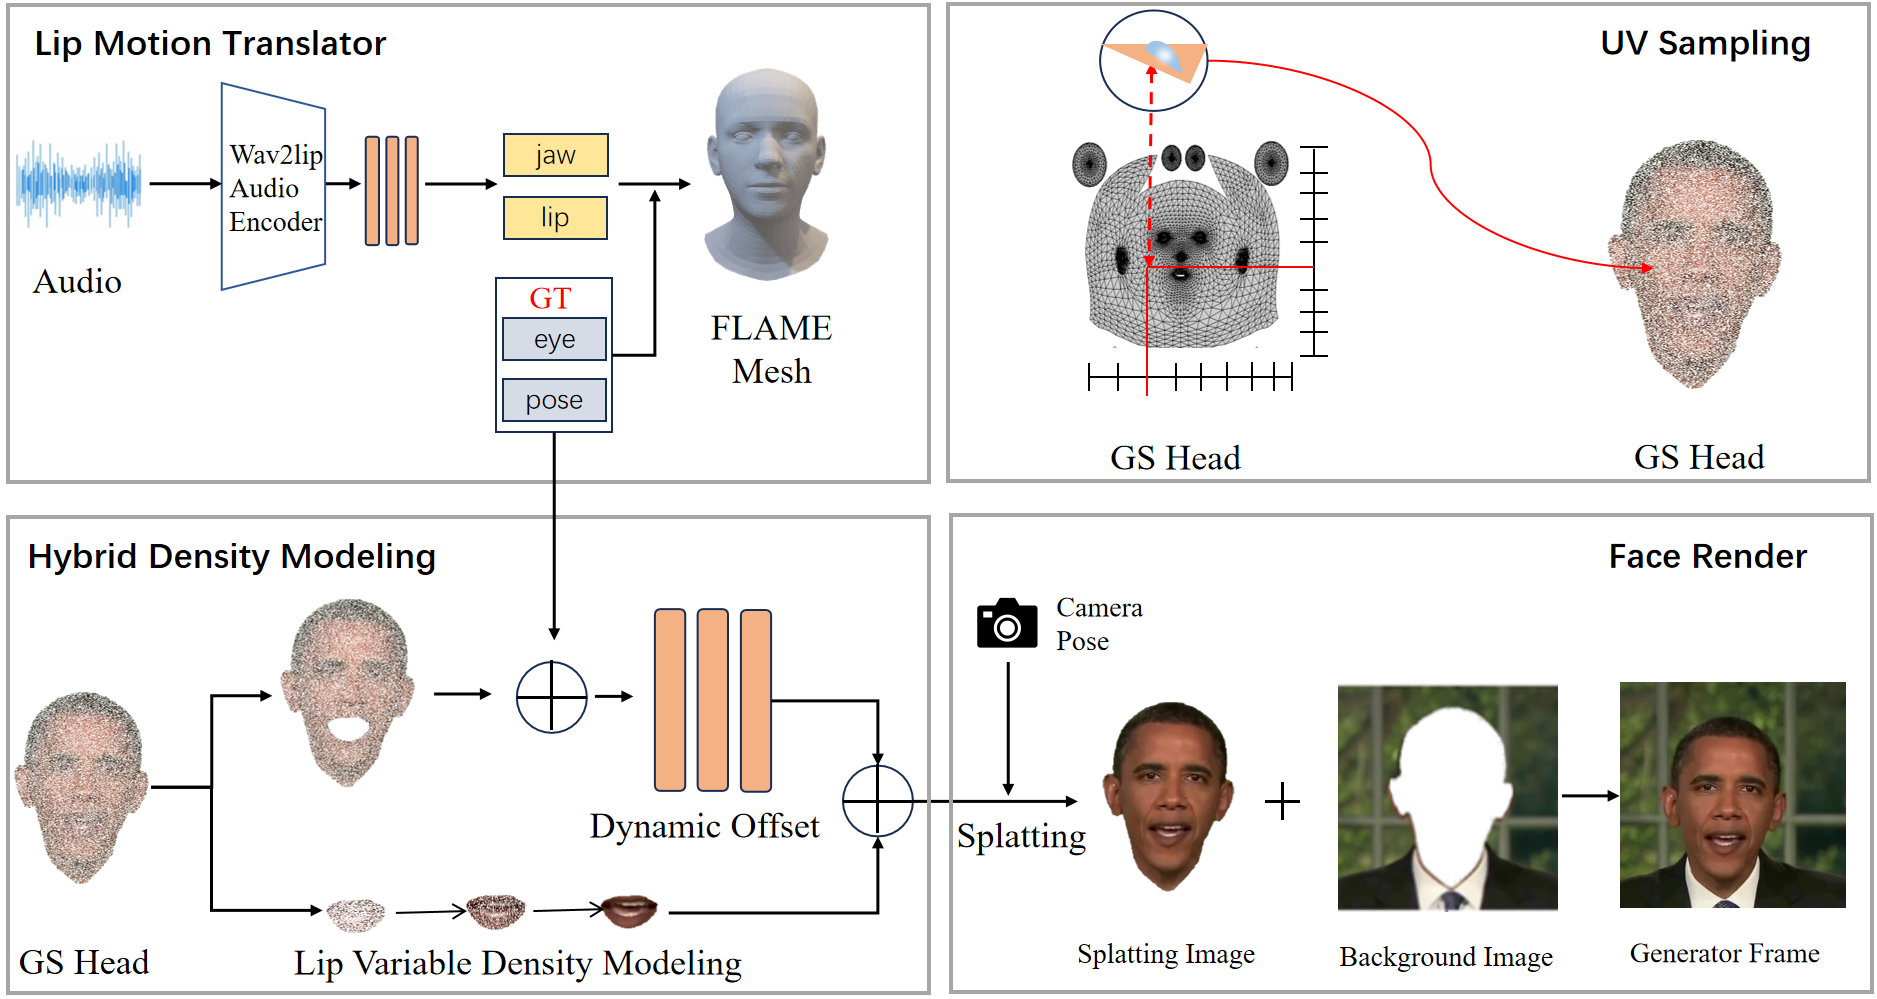 Lip Motion Translator
Wav2lip
Audio
Encoder
Audio
jaw
lip
GT
eye
pose
FLAME
Mesh
UV Sampling
GS Head
GS Head
Hybrid Density Modeling
GS Head
Dynamic Offset
Lip Variable Density Modeling
Face Render
Camera
Pose
Splatting
Splatting Image
Background Image
Generator Frame